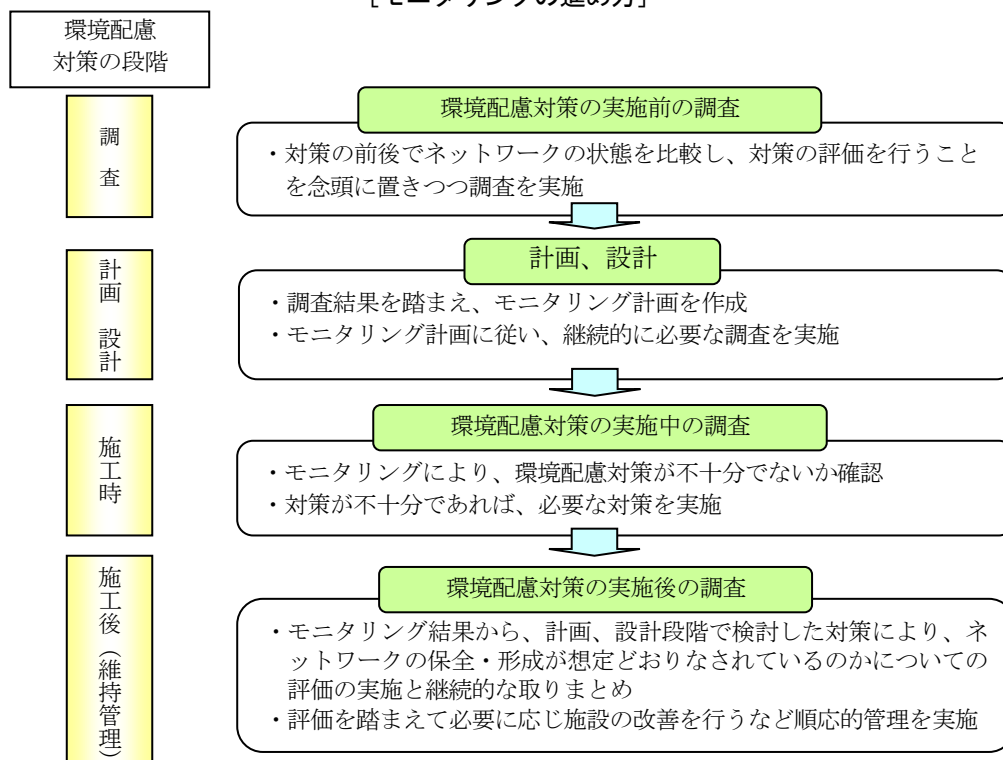 [モニタリングの進め方]
環境配慮
対策の段階
調
査
環境配慮対策の実施前の調査
・対策の前後でネットワークの状態を比較し、対策の評価を行うこと
を念頭に置きつつ調査を実施
計画
設計
計画、設計
・調査結果を踏まえ、モニタリング計画を作成
・モニタリング計画に従い、継続的に必要な調査を実施
施工時
環境配慮対策の実施中の調査
・モニタリングにより、環境配慮対策が不十分でないか確認
・対策が不十分であれば、必要な対策を実施
施工後（維持管理）
環境配慮対策の実施後の調査
・モニタリング結果から、計画、設計段階で検討した対策により、ネ
ットワークの保全・形成が想定どおりなされているのかについての
評価の実施と継続的な取りまとめ
・評価を踏まえて必要に応じ施設の改善を行うなど順応的管理を実施